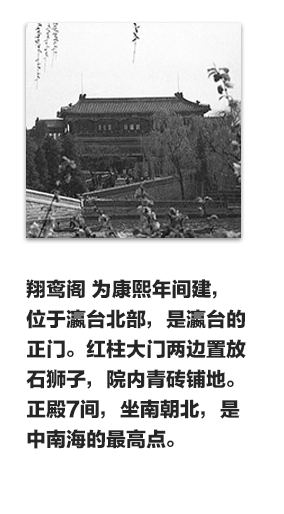 翔鸾阁 为康熙年间建，
位于瀛台北部，是瀛台的
正门。红柱大门两边置放
石狮子，院内青砖铺地。
正殿7间，坐南朝北，是
中南海的最高点。